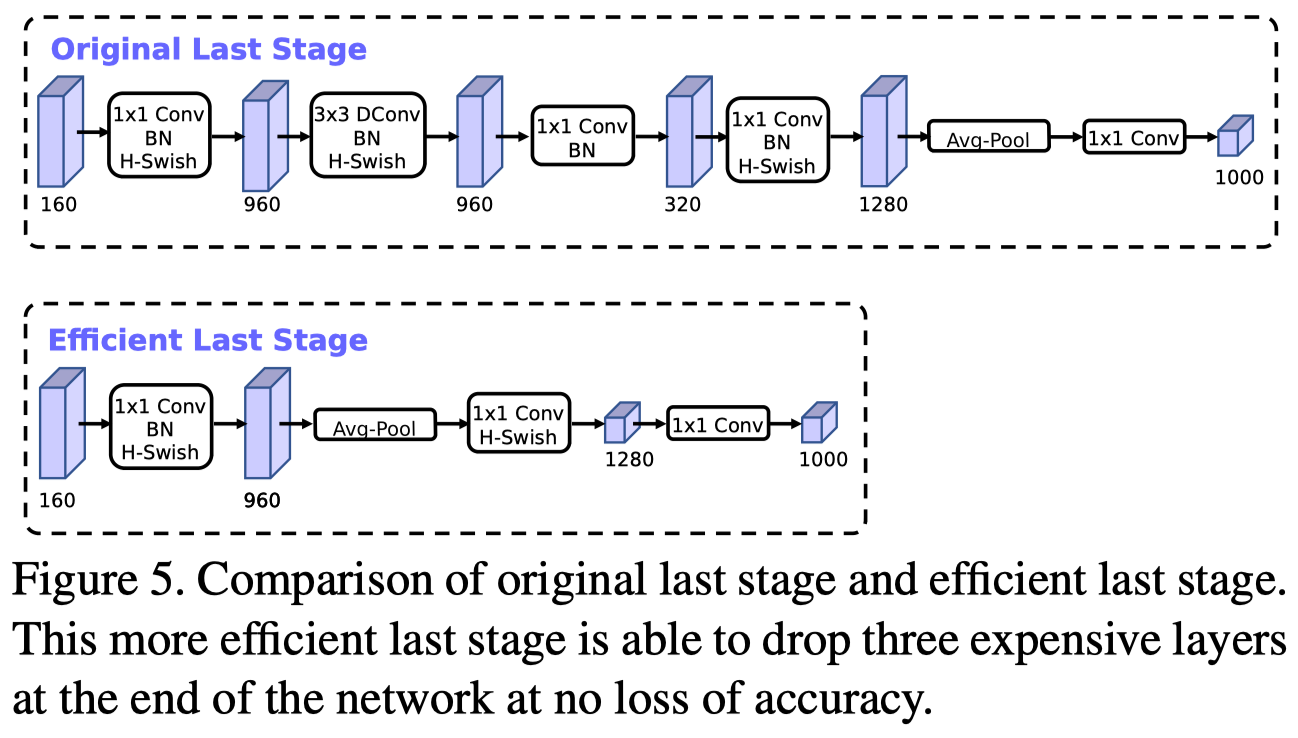 Original Last Stage
1x1 Conv
BN
H-Swish
3x3 DConv
BN
H-Swish
1x1 Conv
BN
1x1 Conv
BN
H-Swish
Avg-Pool
1x1 Conv
160
960
960
320
1280
1000
Efficient Last Stage
1x1 Conv
BN
H-Swish
Avg-Pool
1x1 Conv
H-Swish
1x1 Conv
160
960
1280
1000
Figure 5. Comparison of original last stage and efficient last stage.
This more efficient last stage is able to drop three expensive layers
at the end of the network at no loss of accuracy.